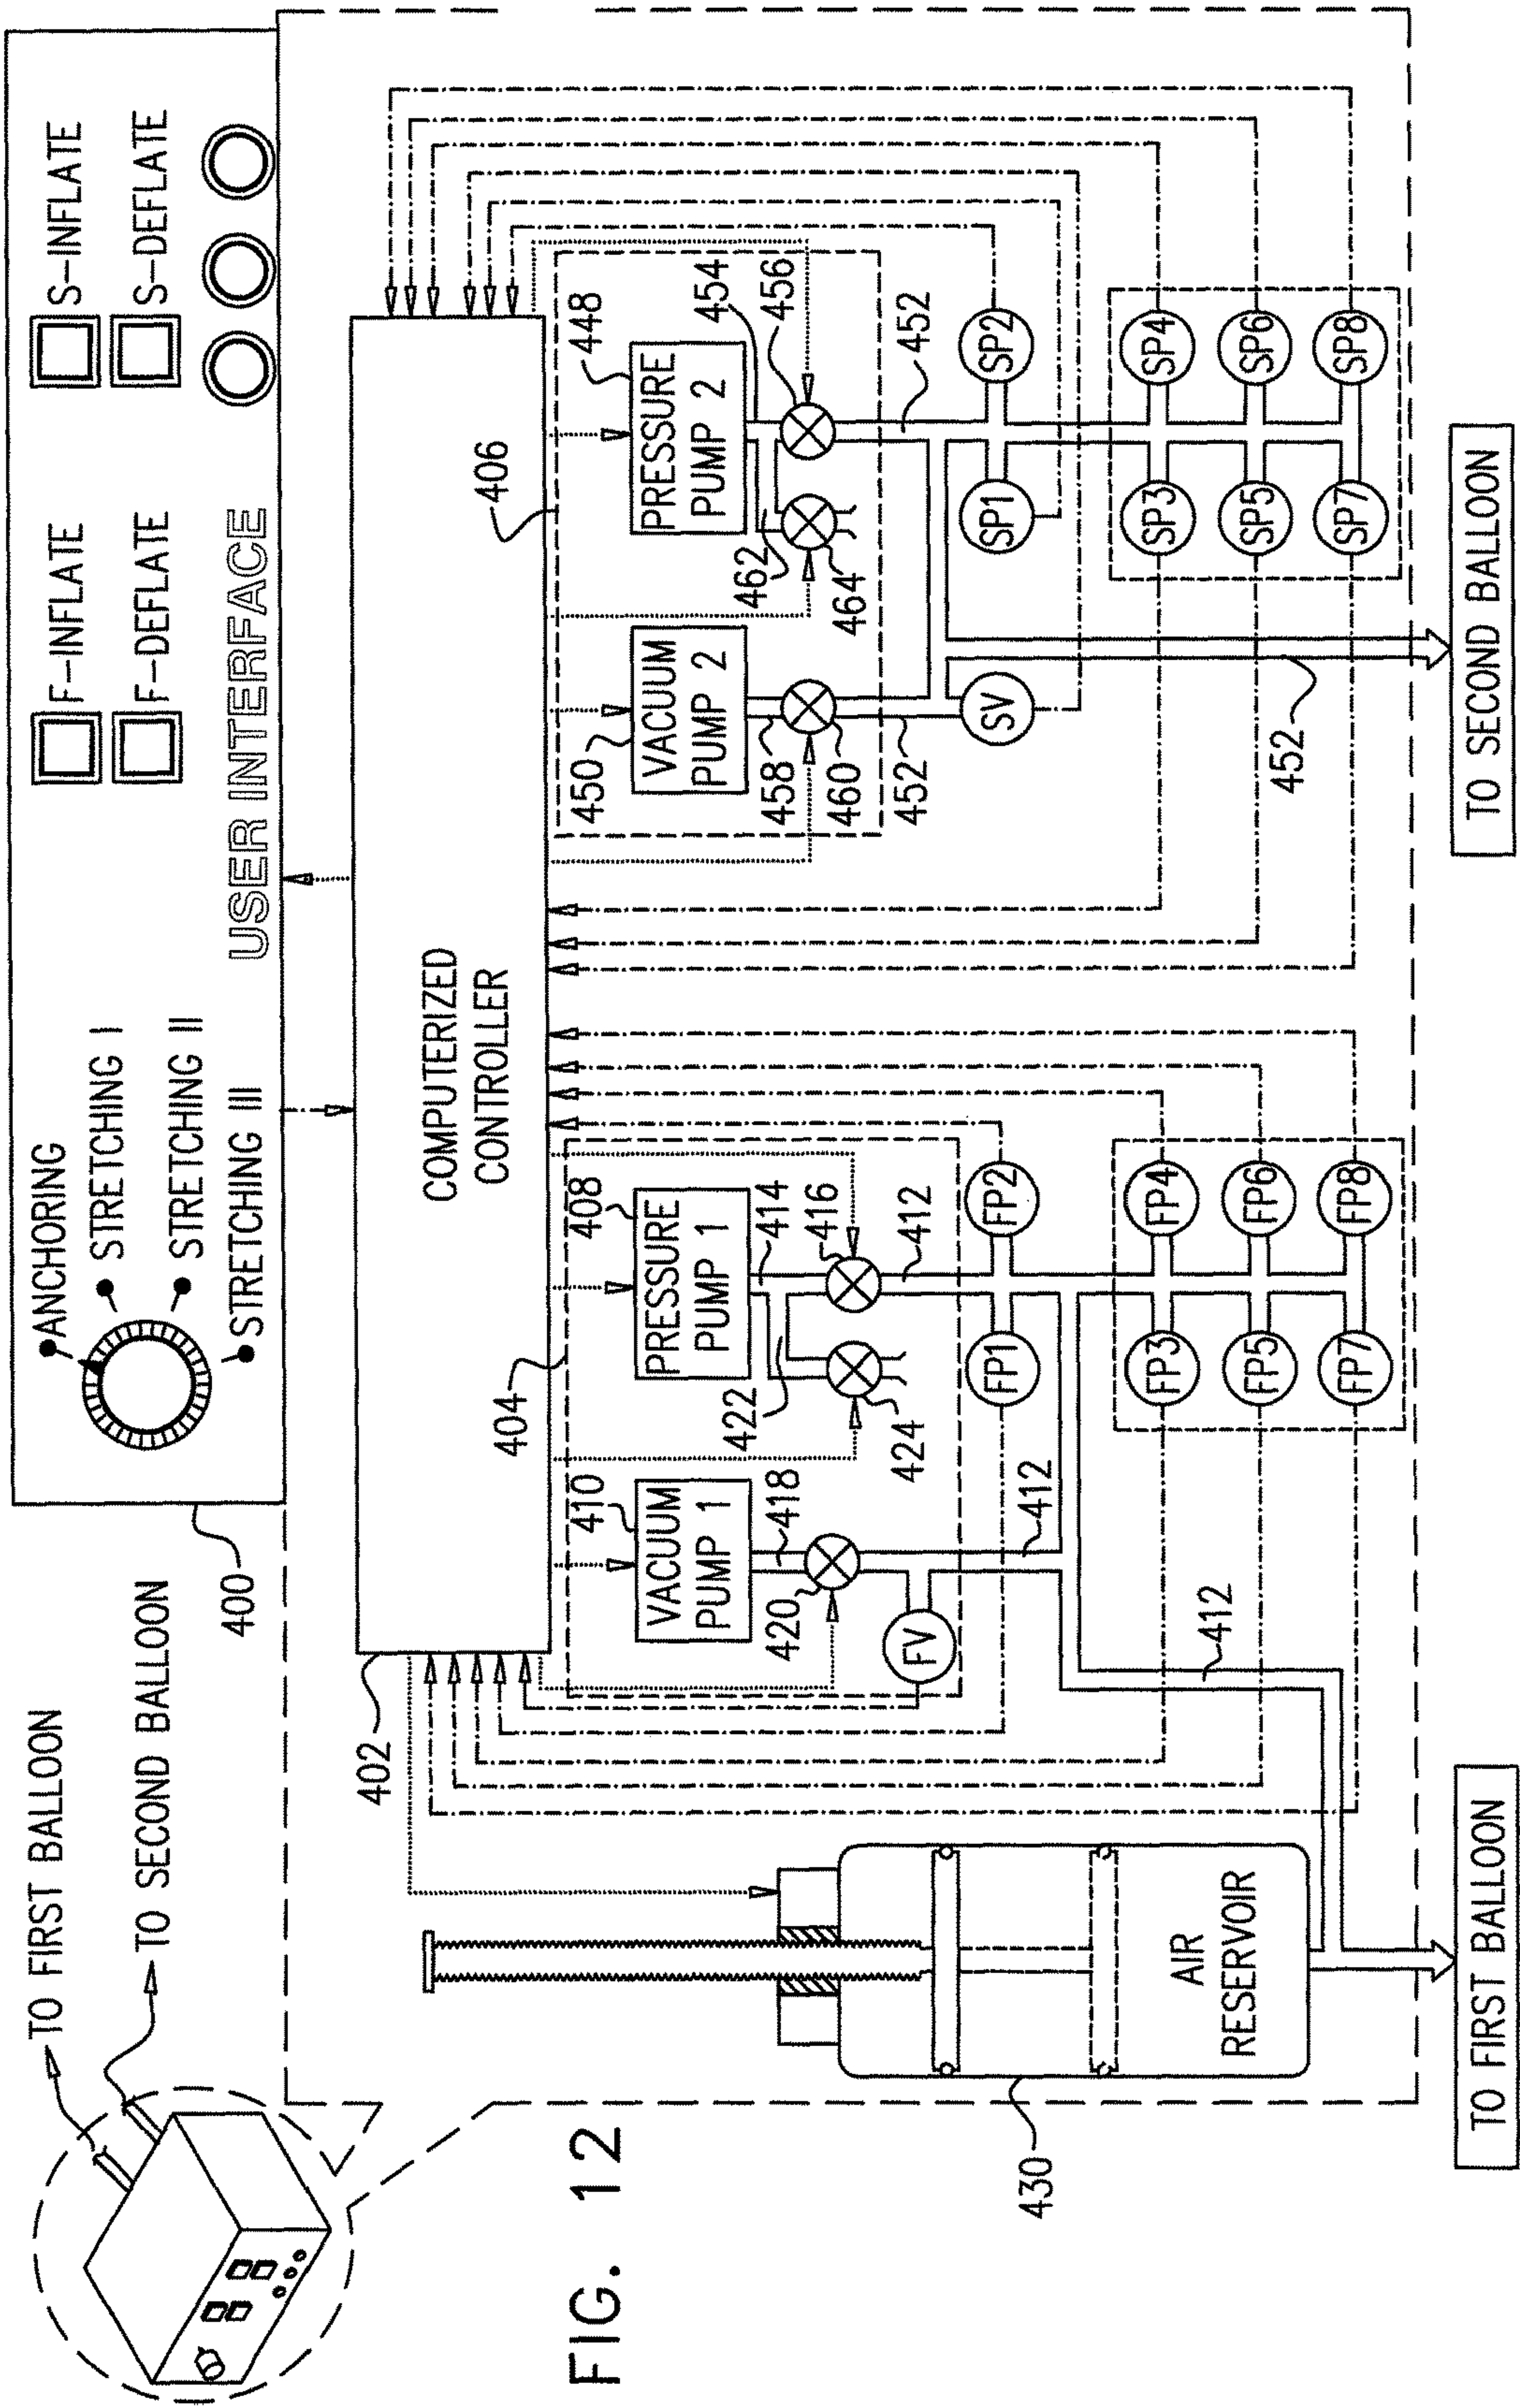 TO FIRST BALLOON
TO SECOND BALLOON
400
ANCHORING
STRETCHING I
STRETCHING II
STRETCHING III
F-INFLATE
F-DEFLATE
S-INFLATE
S-DEFLATE
USER INTERFACE
402
COMPUTERIZED
CONTROLLER
404
406
410
VACUUM
PUMP 1
418
420
FV
408
PRESSURE
PUMP 1
414
416
422
424
412
412
412
FP1
FP2
FP3
FP4
FP5
FP6
FP7
FP8
450
VACUUM
PUMP 2
458
460
452
SV
448
PRESSURE
PUMP 2
454
456
462
464
452
452
SP1
SP2
SP3
SP4
SP5
SP6
SP7
SP8
430
AIR
RESERVOIR
TO FIRST BALLOON
TO SECOND BALLOON
FIG. 12